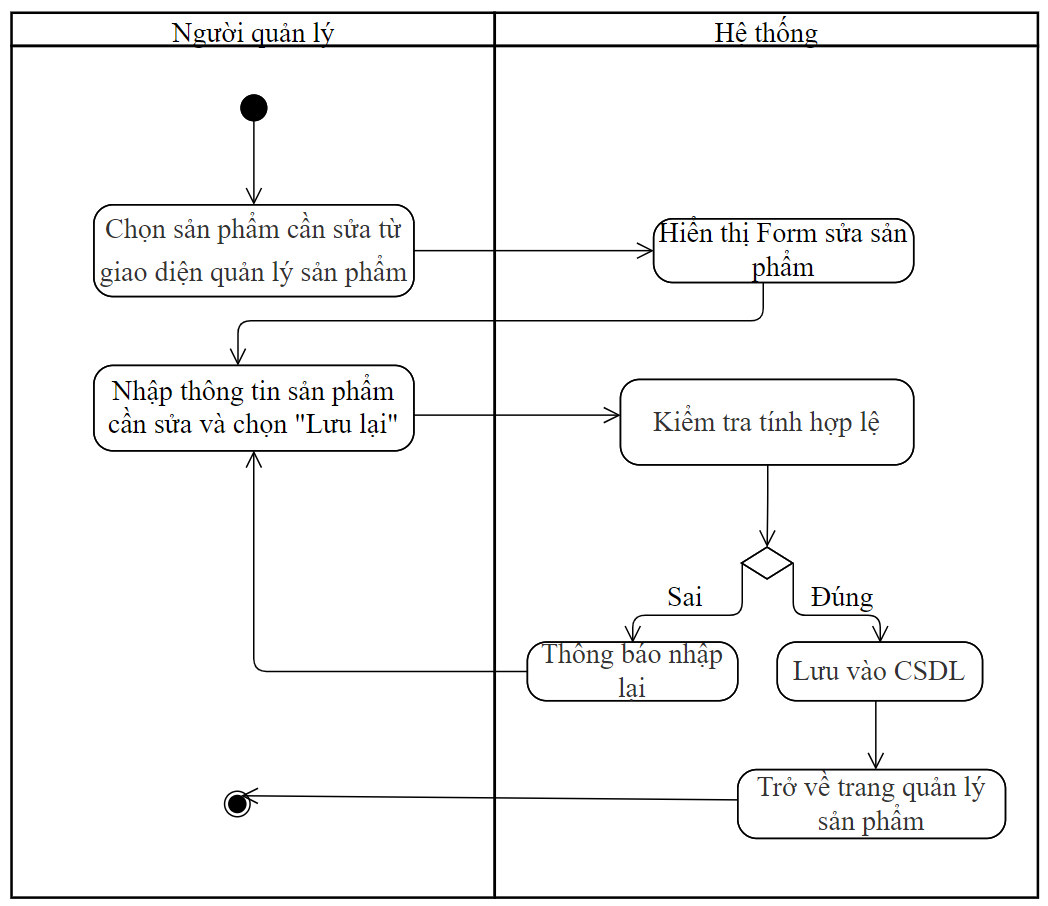 Người quản lý
Hệ thống
Chọn sản phẩm cần sửa từ
giao diện quản lý sản phẩm
Hiển thị Form sửa sản
phẩm
Nhập thông tin sản phẩm
cần sửa và chọn "Lưu lại"
Kiểm tra tính hợp lệ
Sai
Đúng
Thông báo nhập
lại
Lưu vào CSDL
Trở về trang quản lý
sản phẩm